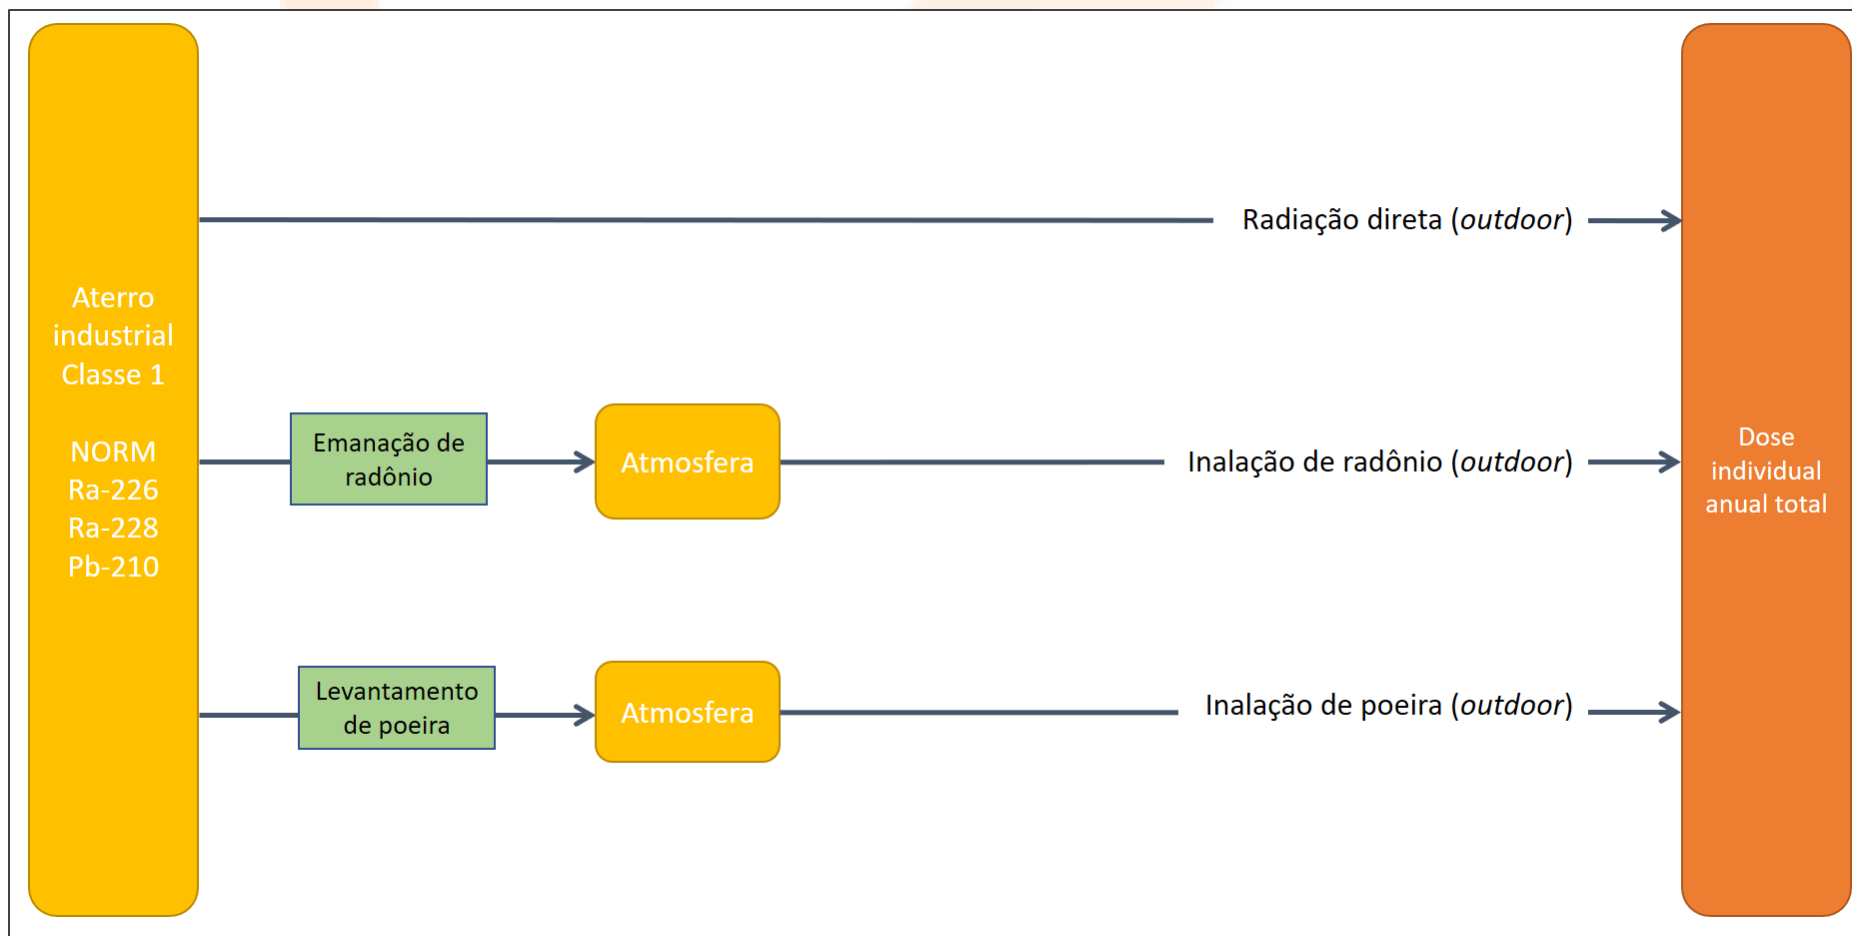 Aterro
industrial
Classe 1
NORM
Ra-226
Ra-228
Pb-210
Radiação direta (outdoor)
Emanação de
radônio
Atmosfera
Inalação de radônio (outdoor)
Levantamento
de poeira
Atmosfera
Inalação de poeira (outdoor)
Dose
individual
anual total